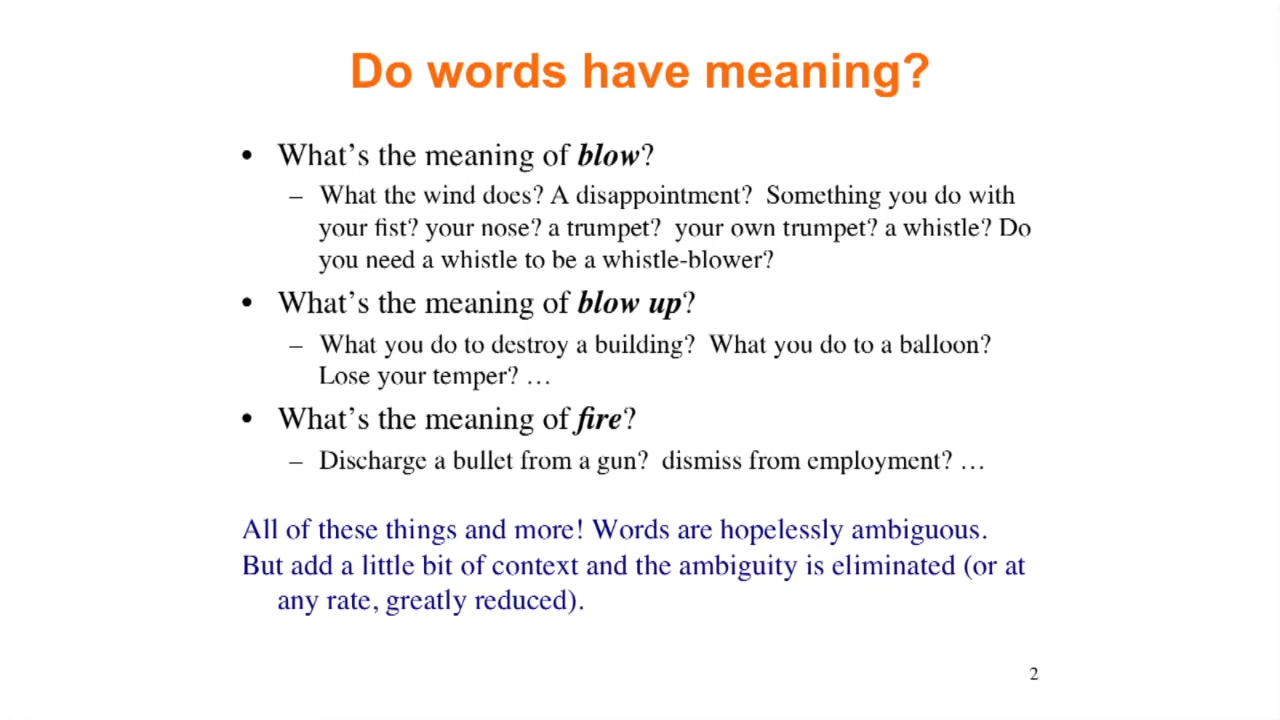 Do words have meaning?
• What’s the meaning of blow?
– What the wind does? A disappointment?  Something you do with
your fist? your nose? a trumpet?  your own trumpet? a whistle? Do
you need a whistle to be a whistle-blower?
• What’s the meaning of blow up?
– What you do to destroy a building?  What you do to a balloon?
Lose your temper? …
• What’s the meaning of fire?
– Discharge a bullet from a gun?  dismiss from employment? …
All of these things and more! Words are hopelessly ambiguous.
But add a little bit of context and the ambiguity is eliminated (or at
any rate, greatly reduced).
2